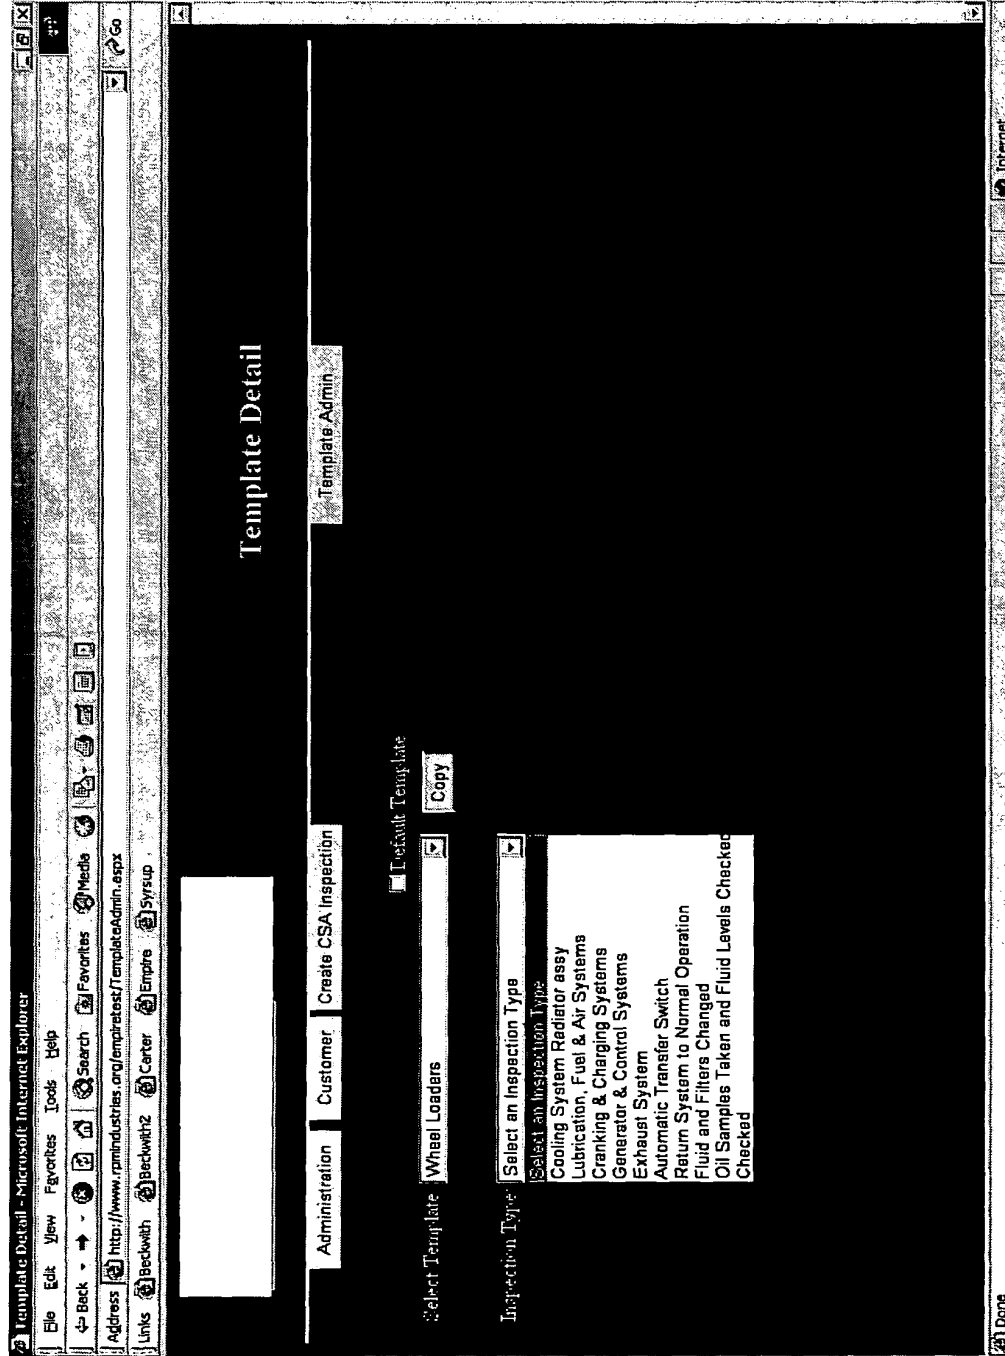 Template Detail - Microsoft Internet Explorer
File Edit View Favorites Tools Help
Back Search Favorites Media
Address http://www.rpmindustries.org/empiretest/TemplateAdmin.aspx Go
Links Beckwith Beckwith2 Carter Empire Syrsup
Template Detail
Administration Customer Create CSA Inspection Template Admin
Default Template
Select Template Wheel Loaders Copy
Inspection Type Select an Inspection Type
Select an Inspection Type
Cooling System Radiator assy
Lubrication, Fuel & Air Systems
Cranking & Charging Systems
Generator & Control Systems
Exhaust System
Automatic Transfer Switch
Return System to Normal Operation
Fluid and Filters Changed
Oil Samples Taken and Fluid Levels Checked
Checked
Done Internet